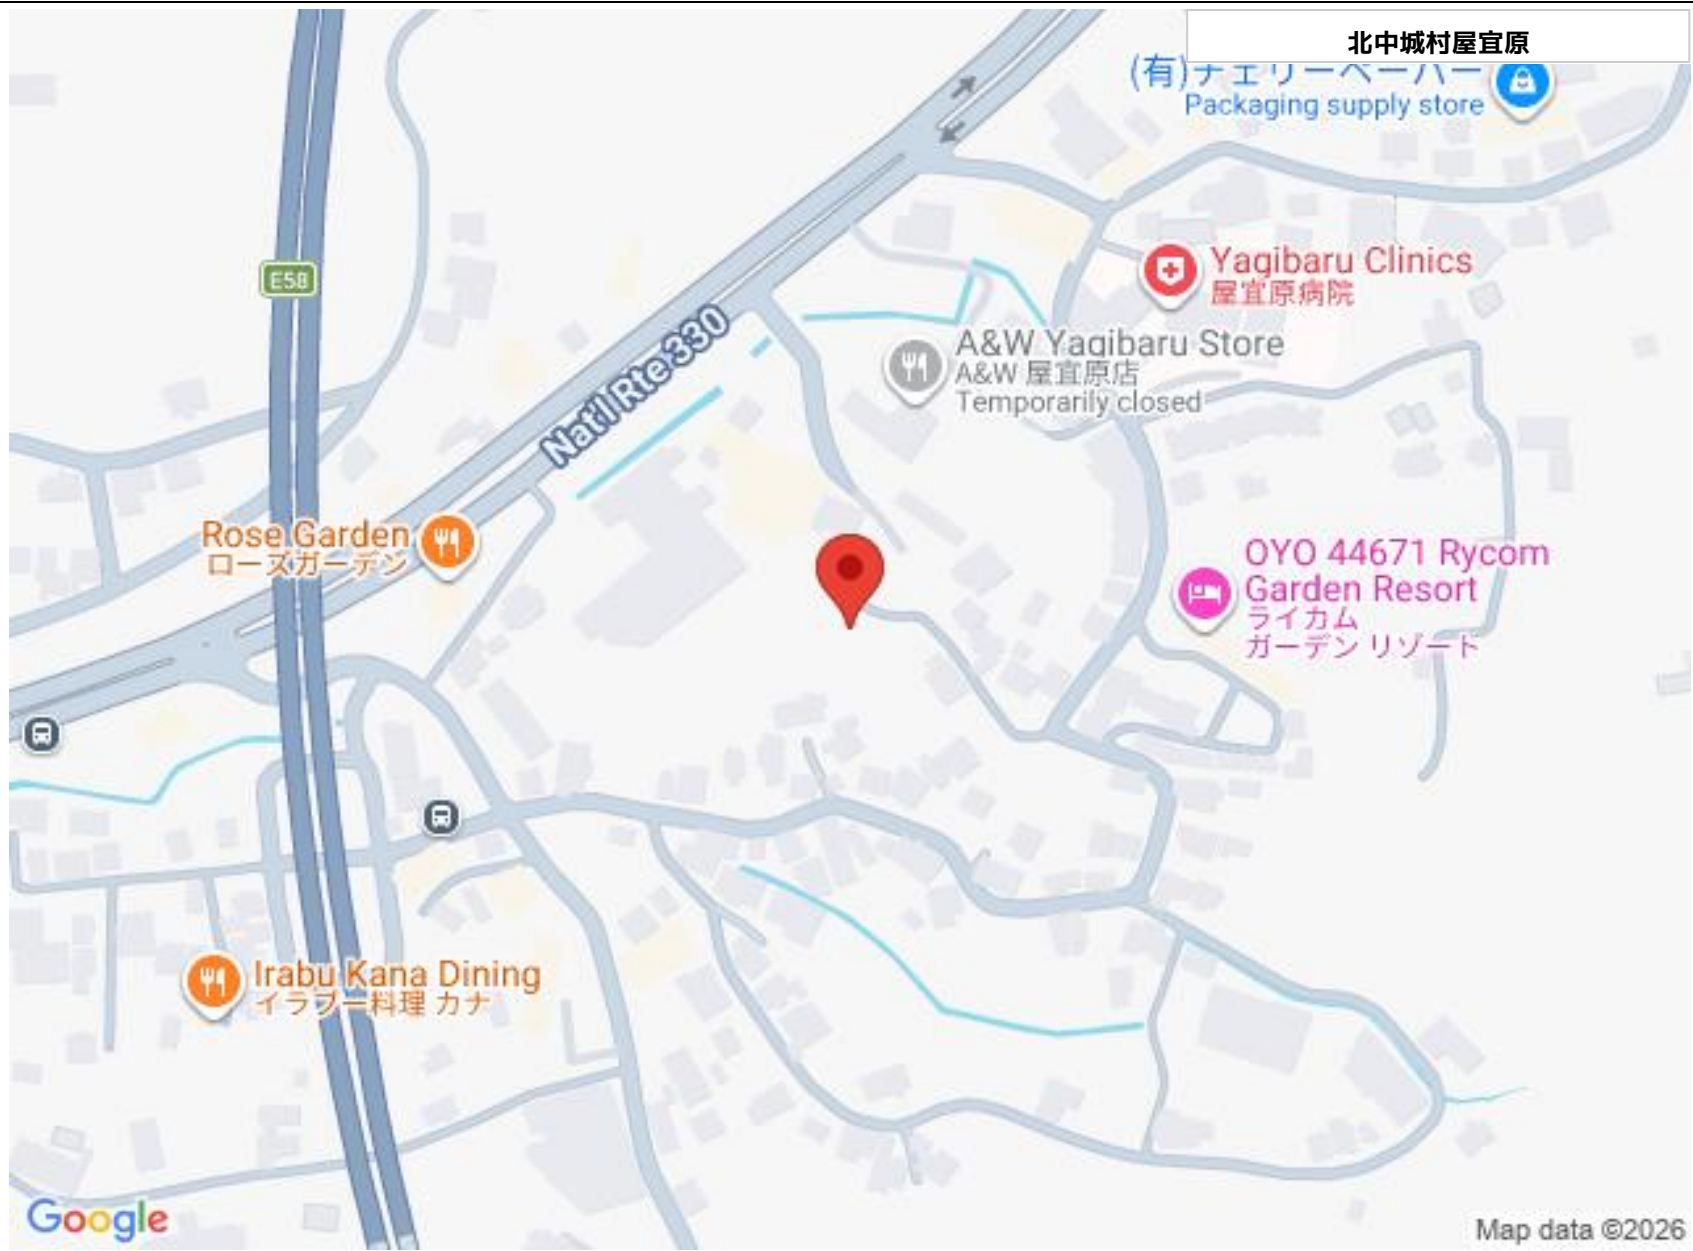 北中城村屋宜原
(有)チェリーペーパー
Packaging supply store
E58
Yagibaru Clinics
屋宜原病院
Nat'l Rte 330
A&W Yagibaru Store
A&W 屋宜原店
Temporarily closed
Rose Garden
ローズガーデン
OYO 44671 Rycom
Garden Resort
ライカム
ガーデン リゾート
Irabu Kana Dining
イラブー料理 カナ
Google
Map data ©2026